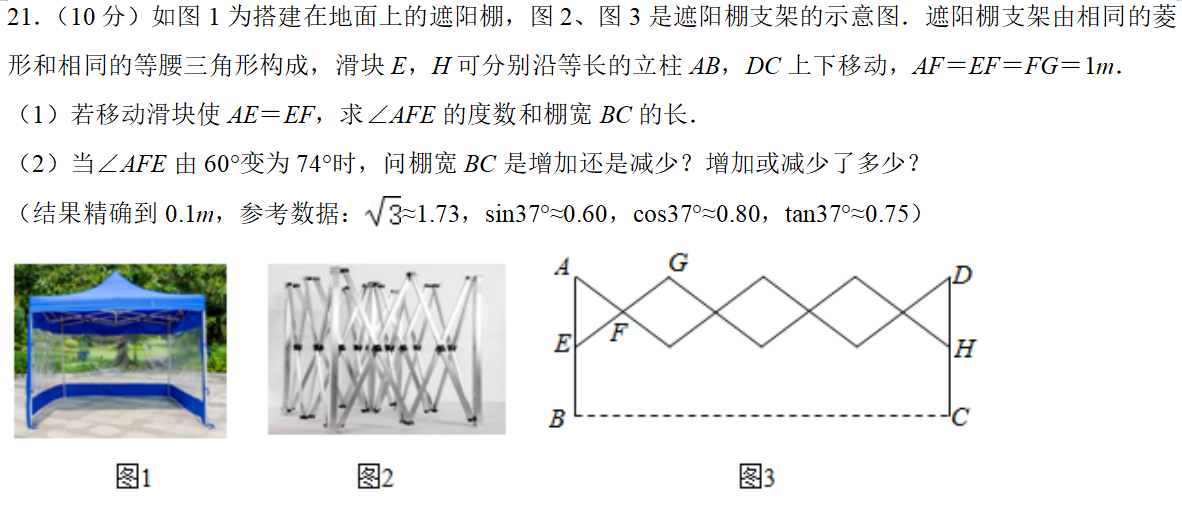 21.（10 分）如图 1 为搭建在地面上的遮阳棚，图 2、图 3 是遮阳棚支架的示意图．遮阳棚支架由相同的菱
形和相同的等腰三角形构成，滑块 E，H 可分别沿等长的立柱 AB，DC 上下移动，AF＝EF＝FG＝1m．
（1）若移动滑块使 AE＝EF，求∠AFE 的度数和棚宽 BC 的长．
（2）当∠AFE 由 60°变为 74°时，问棚宽 BC 是增加还是减少？增加或减少了多少？
（结果精确到 0.1m，参考数据：√3≈1.73，sin37°≈0.60，cos37°≈0.80，tan37°≈0.75）
A G D
E F H
B C
图1 图2 图3